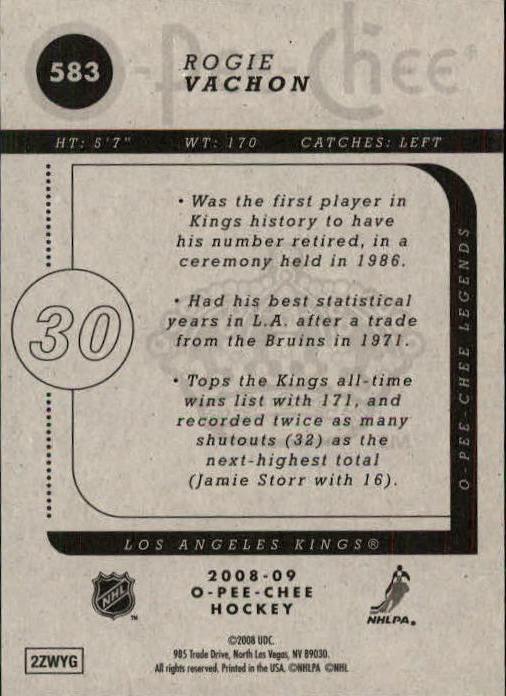 O-Pee-Chee
583
ROGIE
VACHON
HT: 5'7" WT: 170 CATCHES: LEFT
• Was the first player in
Kings history to have
his number retired, in a
ceremony held in 1986.
• Had his best statistical
years in L.A. after a trade
from the Bruins in 1971.
• Tops the Kings all-time
wins list with 171, and
recorded twice as many
shutouts (32) as the
next-highest total
(Jamie Storr with 16).
30
O-PEE-CHEE LEGENDS
LOS ANGELES KINGS®
2008-09
O-PEE-CHEE
HOCKEY
NHL ™
NHLPA®
©2008 UDC.
985 Trade Drive, North Las Vegas, NV 89030.
All rights reserved. Printed in the USA. ©NHLPA ©NHL
2ZWYG